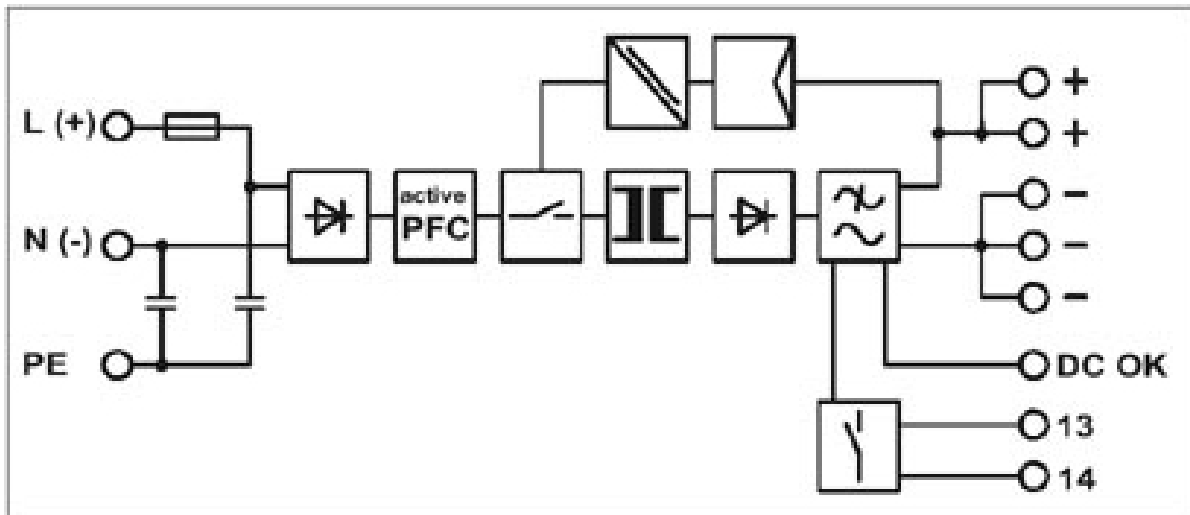 L (+)
N (-)
PE
active
PFC
+
+
-
-
-
DC OK
13
14